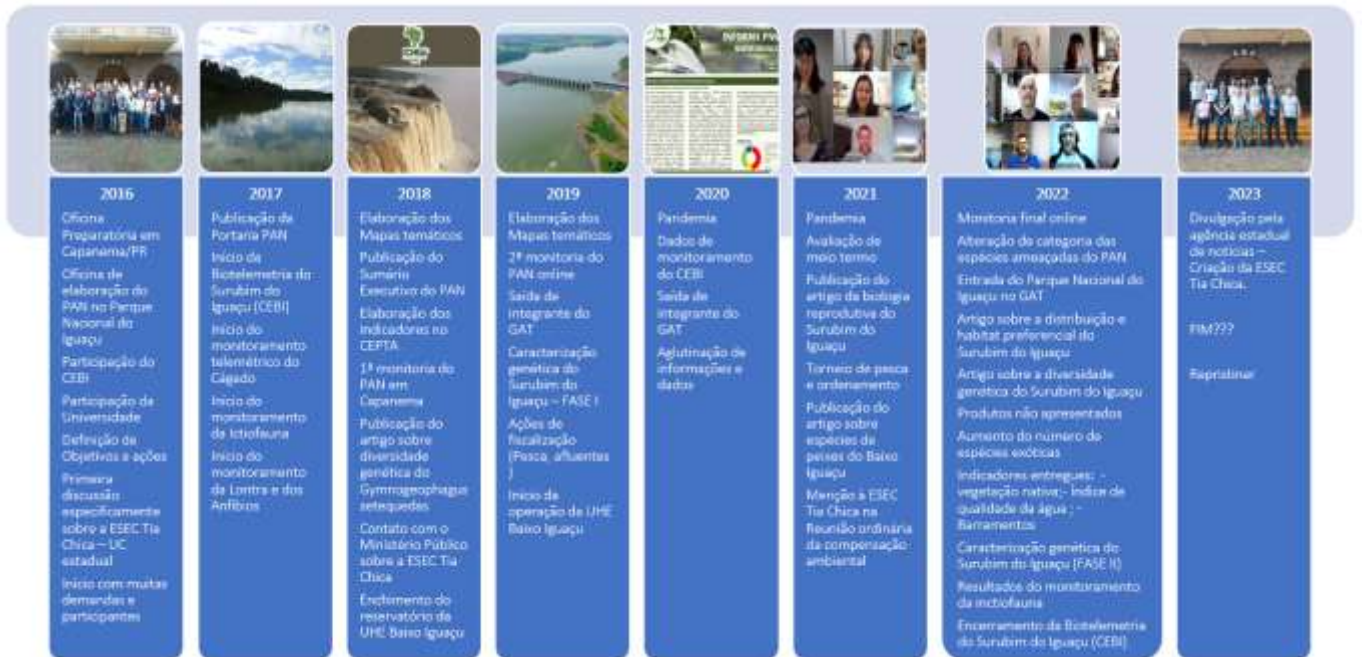 2016
Oficina
Preparatória em
Capanema/PR
Oficina de
elaboração do
PAN no Parque
Nacional do
Iguaçu
Participação do
CEBI
Participação da
Universidade
Definição de
Objetivos e ações
Primeira
discussão
especificamente
sobre a ESEC Tia
Chica – UC
estadual
Início com muitas
demandas e
participantes
2017
Publicação da
Portaria PAN
Início da
Biotelemetria do
Surubim do
Iguaçu (CEBI)
Início do
monitoramento
telemétrico do
Cágado
Início do
monitoramento
da Ictiofauna
Início do
monitoramento
da Lontra e dos
Anfíbios
2018
Elaboração dos
Mapas temáticos
Publicação do
Sumário
Executivo do PAN
Elaboração dos
Indicadores no
CEPTA
1ª monitoria do
PAN em
Capanema
Publicação do
artigo sobre
diversidade
genética do
Gymnogeophagus
setequedas
Contato com o
Ministério Público
sobre a ESEC Tia
Chica
Enchimento do
reservatório da
UHE Baixo Iguaçu
2019
Elaboração dos
Mapas temáticos
2ª monitoria do
PAN online
Saída de
integrante do
GAT
Caracterização
genética do
Surubim do
Iguaçu – FASE I
Ações de
fiscalização
(Pesca, afluentes
)
Início da
operação da UHE
Baixo Iguaçu
2020
Pandemia
Dados de
monitoramento
do CEBI
Saída de
integrante do
GAT
Aglutinação de
informações e
dados
2021
Pandemia
Avaliação de
meio termo
Publicação do
artigo da biologia
reprodutiva do
Surubim do
Iguaçu
Torneio de pesca
e ordenamento
Publicação do
artigo sobre
espécies de
peixes do Baixo
Iguaçu
Menção à ESEC
Tia Chica na
Reunião ordinária
da compensação
ambiental
2022
Monitoria final online
Alteração de categoria das
espécies ameaçadas do PAN
Entrada do Parque Nacional do
Iguaçu no GAT
Artigo sobre a distribuição e
habitat preferencial do
Surubim do Iguaçu
Artigo sobre a diversidade
genética do Surubim do Iguaçu
Produtos não apresentados
Aumento do número de
espécies exóticas
Indicadores entregues: -
vegetação nativa;- Índice de
qualidade da água ; -
Barramentos
Caracterização genética do
Surubim do Iguaçu (FASE II)
Resultados do monitoramento
da inctiofauna
Encerramento da Biotelemetria
do Surubim do Iguaçu (CEBI)
2023
Divulgação pela
agência estadual
de notícias –
Criação da ESEC
Tia Chica.
FIM???
Repristinar